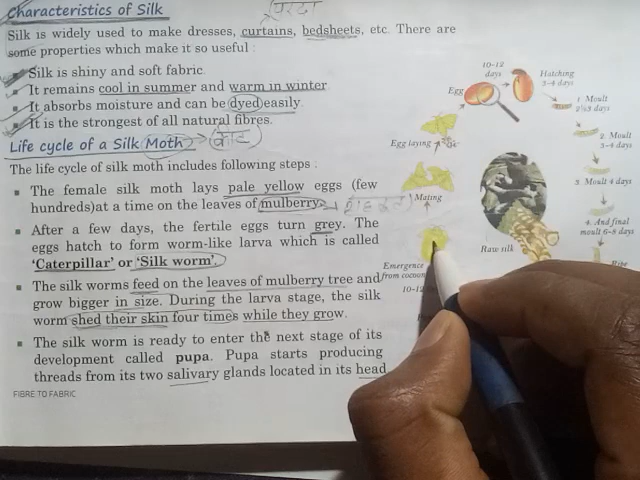 Characteristics of Silk
Silk is widely used to make dresses, curtains, bedsheets, etc. There are
some properties which make it so useful :
Silk is shiny and soft fabric.
It remains cool in summer and warm in winter.
It absorbs moisture and can be dyed easily.
It is the strongest of all natural fibres.
Life cycle of a Silk Moth
The life cycle of silk moth includes following steps :
The female silk moth lays pale yellow eggs (few
hundreds)at a time on the leaves of mulberry.
After a few days, the fertile eggs turn grey. The
eggs hatch to form worm-like larva which is called
'Caterpillar' or 'Silk worm'.
The silk worms feed on the leaves of mulberry tree and
grow bigger in size. During the larva stage, the silk
worm shed their skin four times while they grow.
The silk worm is ready to enter the next stage of its
development called pupa. Pupa starts producing
threads from its two salivary glands located in its head
FIBRE TO FABRIC
10-12
days
Hatching
3-4 days
Egg
1. Moult
2½3 days
2. Moult
3-4 days
Egg laying
3. Moult 4 days
Mating
4. And final
moult 6-8 days
Raw silk
Emergence
from cocoon
10-12